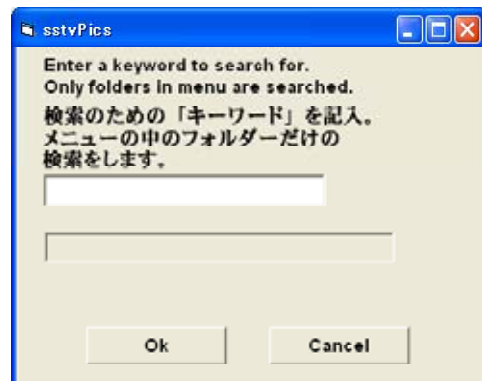 sstvPics
Enter a keyword to search for.
Only folders in menu are searched.
検索のための「キーワード」を記入。
メニューの中のフォルダーだけの
検索をします。
Ok
Cancel